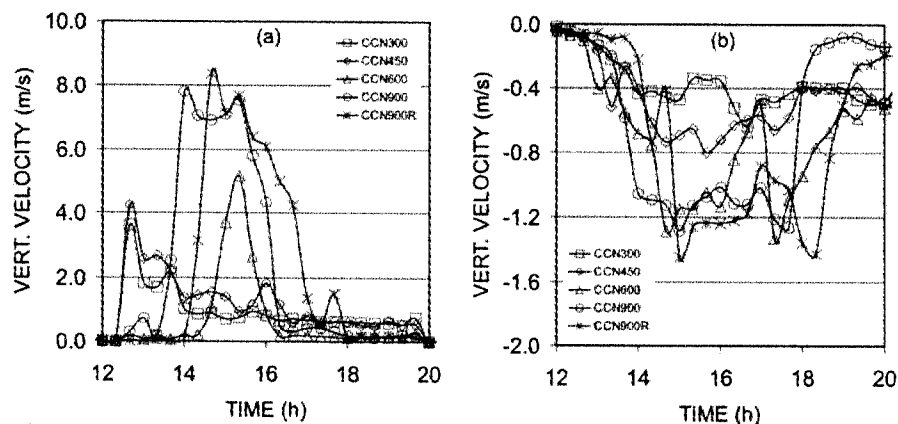 (a)
VERT. VELOCITY (m/s)
10.0
8.0
6.0
4.0
2.0
0.0
CCN300
CCN450
CCN600
CCN900
CCN900R
12 14 16 18 20
TIME (h)
(b)
VERT. VELOCITY (m/s)
-0.0
-0.4
-0.8
-1.2
-1.6
-2.0
CCN300
CCN450
CCN600
CCN900
CCN900R
12 14 16 18 20
TIME (h)